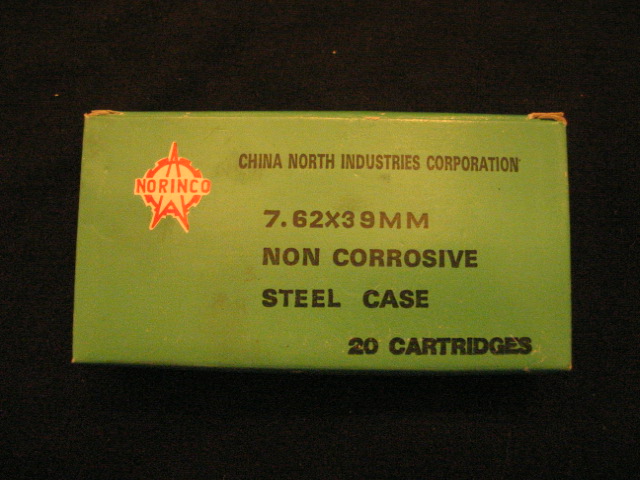 NORINCO
CHINA NORTH INDUSTRIES CORPORATION
7.62X39MM
NON CORROSIVE
STEEL CASE
20 CARTRIDGES